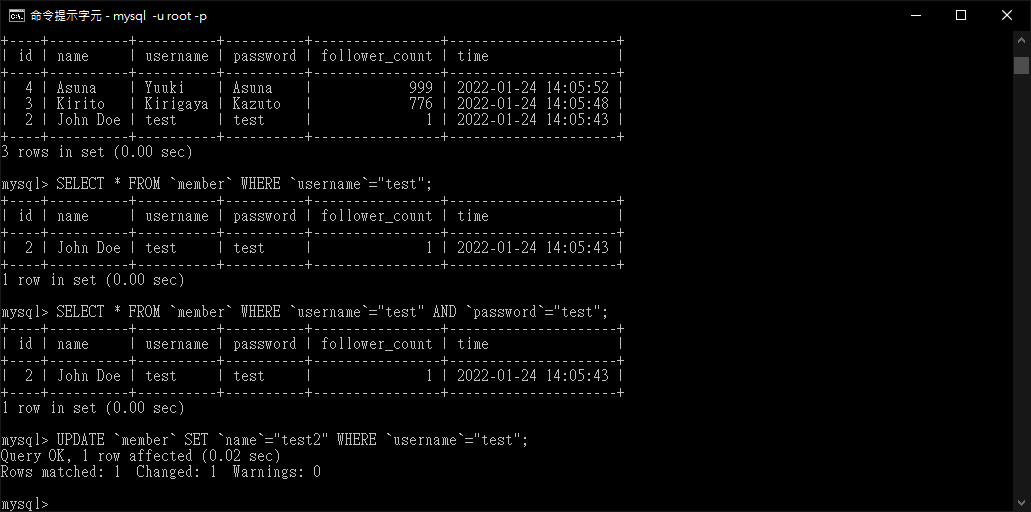 命令提示字元 - mysql  -u root -p
+----+----------+----------+----------+----------------+---------------------+
| id | name     | username | password | follower_count | time                |
+----+----------+----------+----------+----------------+---------------------+
|  4 | Asuna    | Yuuki    | Asuna    |            999 | 2022-01-24 14:05:52 |
|  3 | Kirito   | Kirigaya | Kazuto   |            776 | 2022-01-24 14:05:48 |
|  2 | John Doe | test     | test     |              1 | 2022-01-24 14:05:43 |
+----+----------+----------+----------+----------------+---------------------+
3 rows in set (0.00 sec)
mysql> SELECT * FROM `member` WHERE `username`="test";
+----+----------+----------+----------+----------------+---------------------+
| id | name     | username | password | follower_count | time                |
+----+----------+----------+----------+----------------+---------------------+
|  2 | John Doe | test     | test     |              1 | 2022-01-24 14:05:43 |
+----+----------+----------+----------+----------------+---------------------+
1 row in set (0.00 sec)
mysql> SELECT * FROM `member` WHERE `username`="test" AND `password`="test";
+----+----------+----------+----------+----------------+---------------------+
| id | name     | username | password | follower_count | time                |
+----+----------+----------+----------+----------------+---------------------+
|  2 | John Doe | test     | test     |              1 | 2022-01-24 14:05:43 |
+----+----------+----------+----------+----------------+---------------------+
1 row in set (0.00 sec)
mysql> UPDATE `member` SET `name`="test2" WHERE `username`="test";
Query OK, 1 row affected (0.02 sec)
Rows matched: 1  Changed: 1  Warnings: 0
mysql>